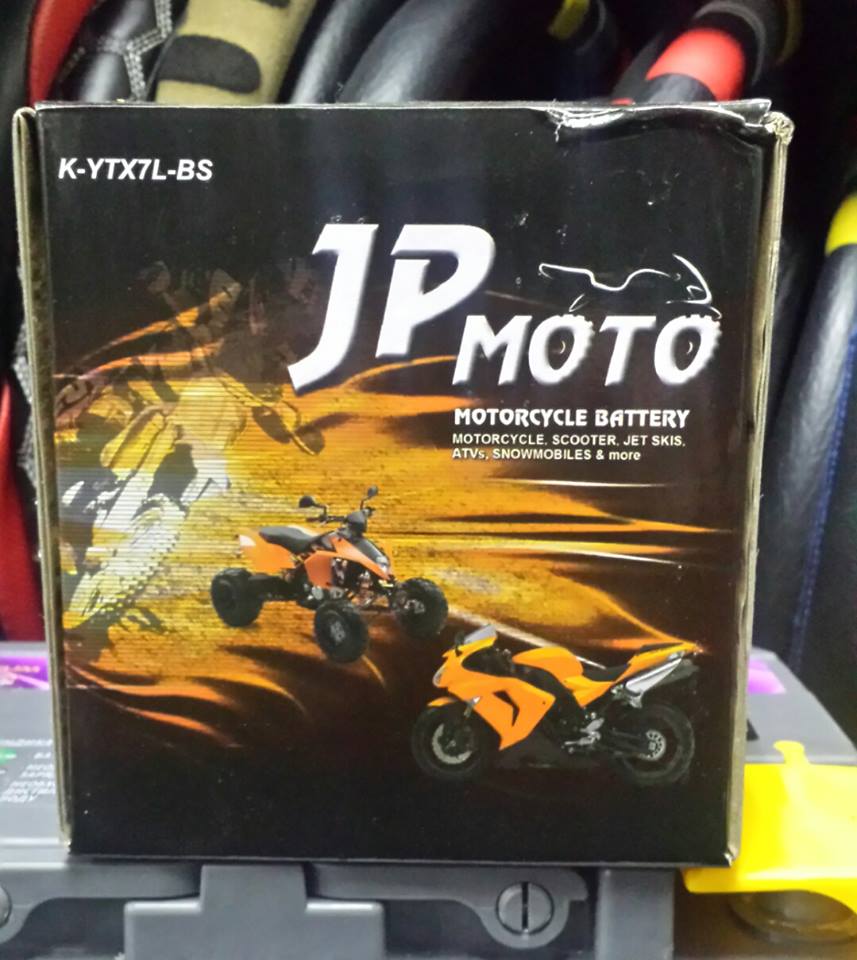 K-YTX7L-BS
JP
MOTO
MOTORCYCLE BATTERY
MOTORCYCLE, SCOOTER, JET SKIS,
ATVs, SNOWMOBILES & more